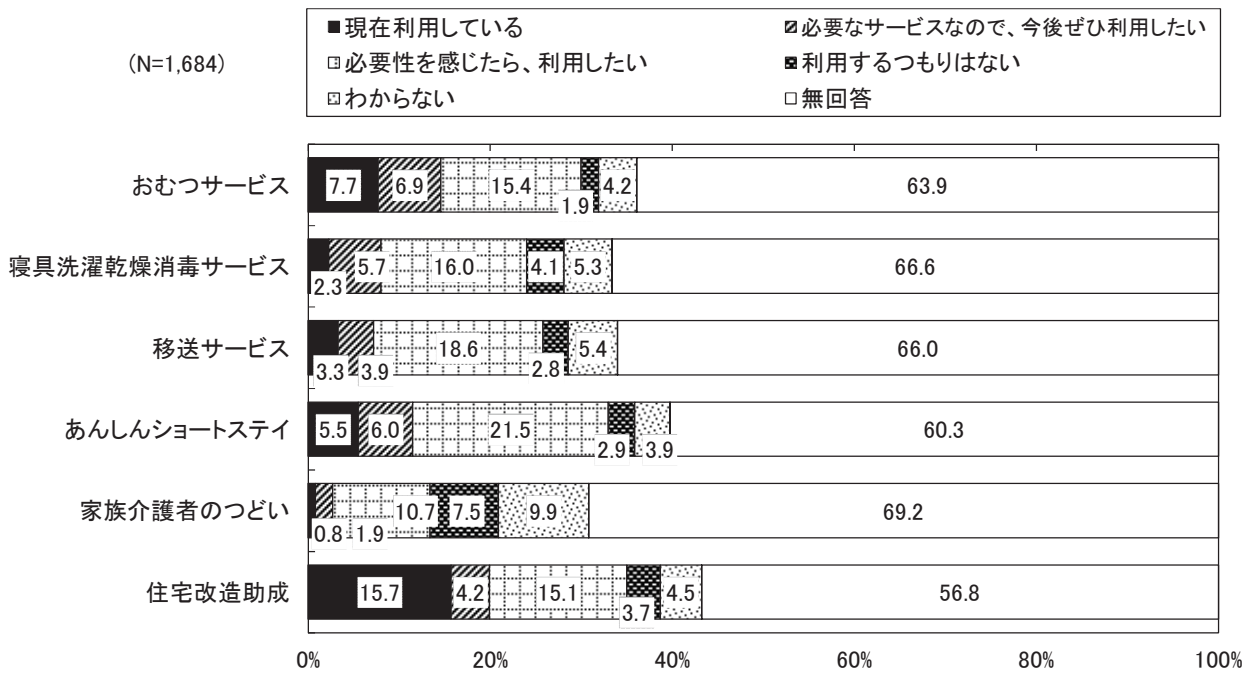 (N=1,684)
■現在利用している
必要なサービスなので、今後ぜひ利用したい
必要性を感じたら、利用したい
利用するつもりはない
わからない
□無回答
おむつサービス 7.7 6.9 15.4 1.9 4.2 63.9
寝具洗濯乾燥消毒サービス 2.3 5.7 16.0 4.1 5.3 66.6
移送サービス 3.3 3.9 18.6 2.8 5.4 66.0
あんしんショートステイ 5.5 6.0 21.5 2.9 3.9 60.3
家族介護者のつどい 0.8 1.9 10.7 7.5 9.9 69.2
住宅改造助成 15.7 4.2 15.1 3.7 4.5 56.8
0% 20% 40% 60% 80% 100%